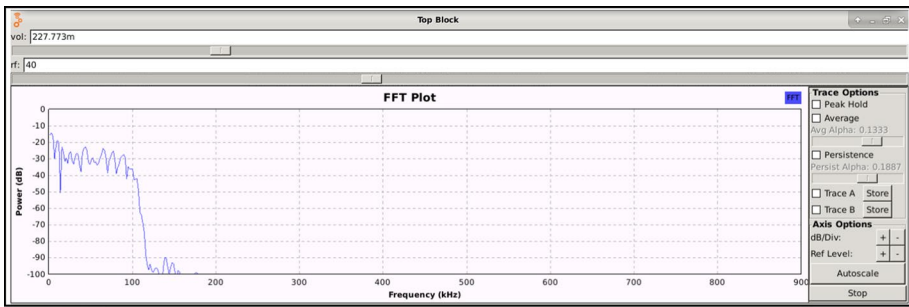 Top Block
vol: 227.773m
rf: 40
FFT Plot
FFT
Power (dB)
0
-10
-20
-30
-40
-50
-60
-70
-80
-90
-100
0 100 200 300 400 500 600 700 800 900
Frequency (kHz)
Trace Options
Peak Hold
Average
Avg Alpha: 0.1333
Persistence
Persist Alpha: 0.1887
Trace A Store
Trace B Store
Axis Options
dB/Div: + -
Ref Level: + -
Autoscale
Stop